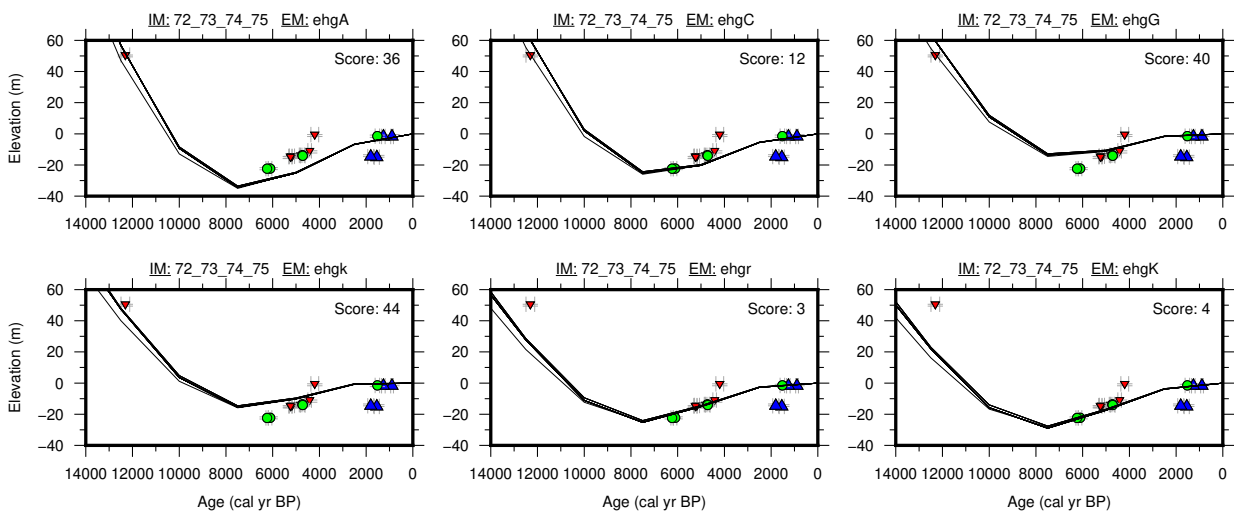 IM: 72_73_74_75 EM: ehgA
IM: 72_73_74_75 EM: ehgC
IM: 72_73_74_75 EM: ehgG
Elevation (m)
60
40
20
0
−20
−40
Score: 36
14000 12000 10000 8000 6000 4000 2000 0
60
40
20
0
−20
−40
Score: 12
14000 12000 10000 8000 6000 4000 2000 0
60
40
20
0
−20
−40
Score: 40
14000 12000 10000 8000 6000 4000 2000 0
IM: 72_73_74_75 EM: ehgk
IM: 72_73_74_75 EM: ehgr
IM: 72_73_74_75 EM: ehgK
Elevation (m)
60
40
20
0
−20
−40
Score: 44
14000 12000 10000 8000 6000 4000 2000 0
Age (cal yr BP)
60
40
20
0
−20
−40
Score: 3
14000 12000 10000 8000 6000 4000 2000 0
Age (cal yr BP)
60
40
20
0
−20
−40
Score: 4
14000 12000 10000 8000 6000 4000 2000 0
Age (cal yr BP)